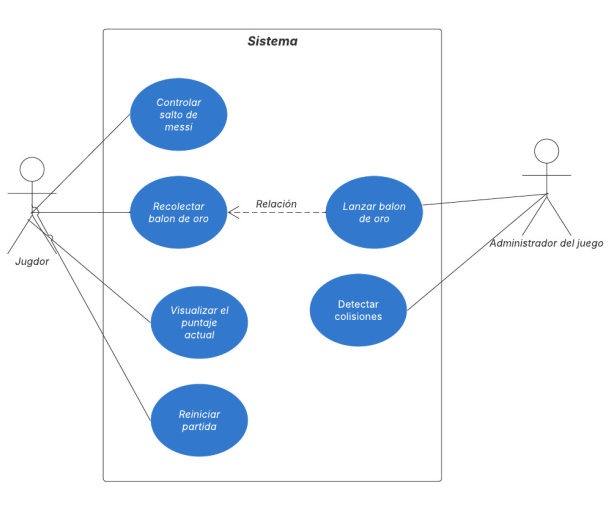 Sistema
Controlar
salto de
messi
Recolectar
balon de oro
Relación
Lanzar balon
de oro
Administrador del juego
Jugdor
Visualizar el
puntaje
actual
Detectar
colisiones
Reiniciar
partida